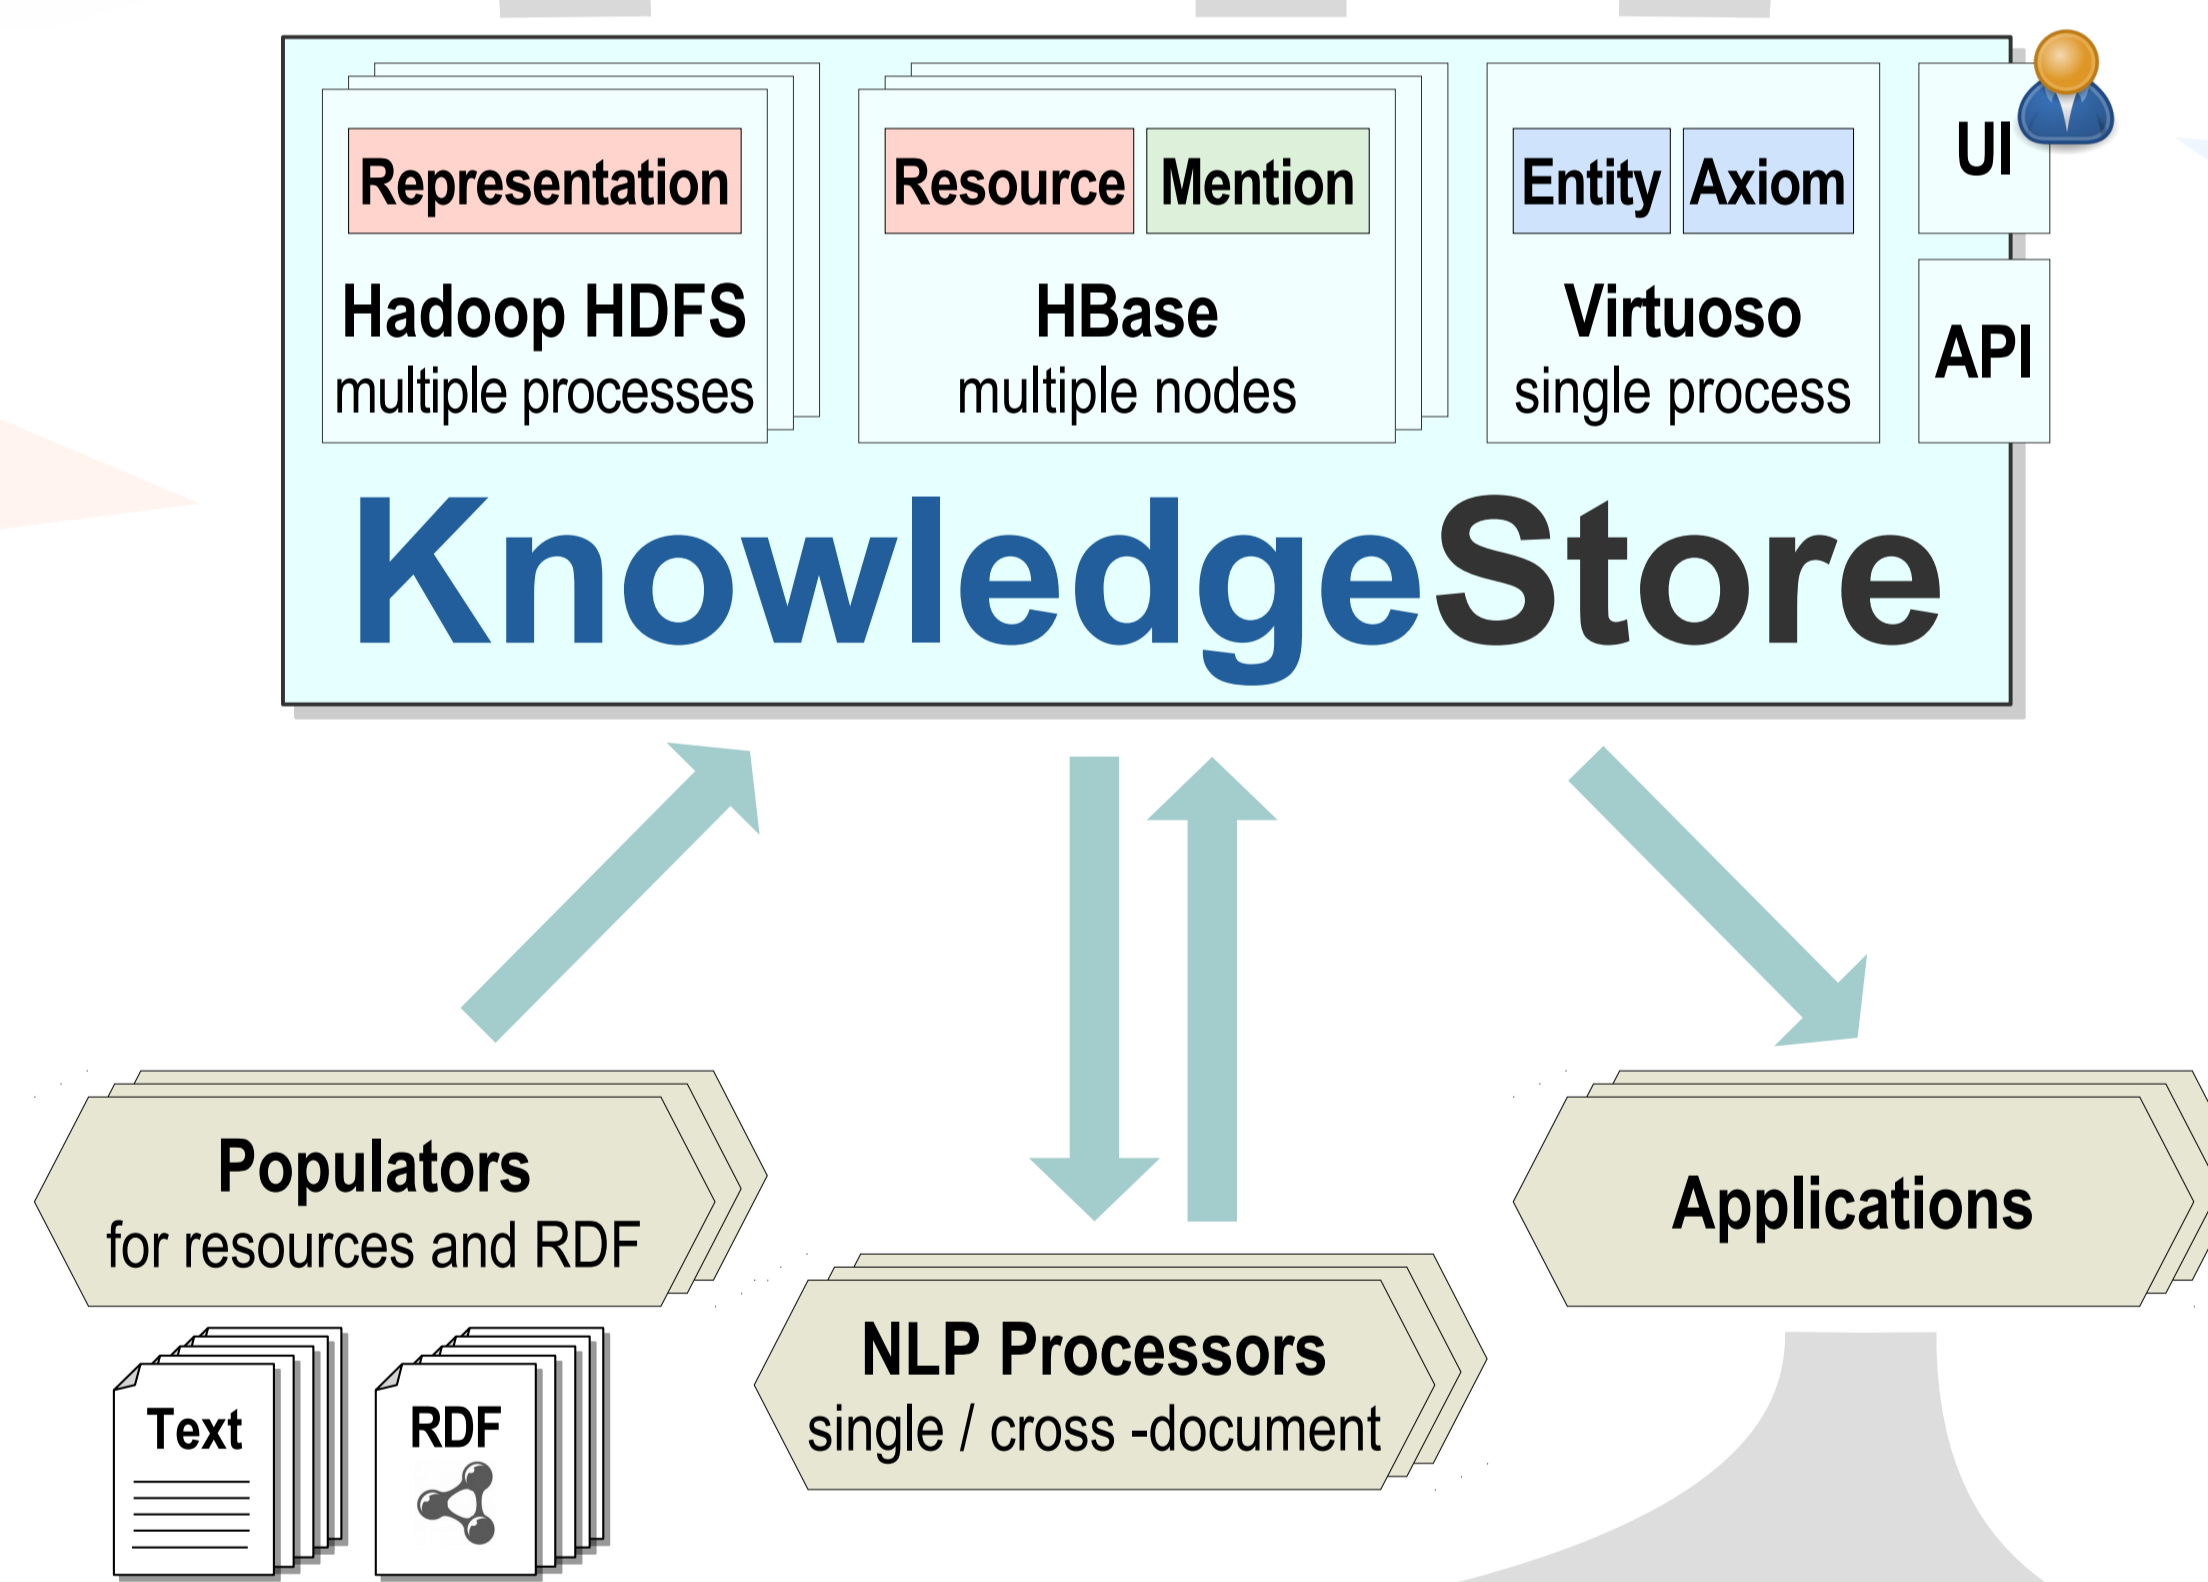 Representation
Hadoop HDFS
multiple processes
Resource Mention
HBase
multiple nodes
Entity Axiom
Virtuoso
single process
UI
API
KnowledgeStore
Populators
for resources and RDF
Text
RDF
NLP Processors
single / cross -document
Applications